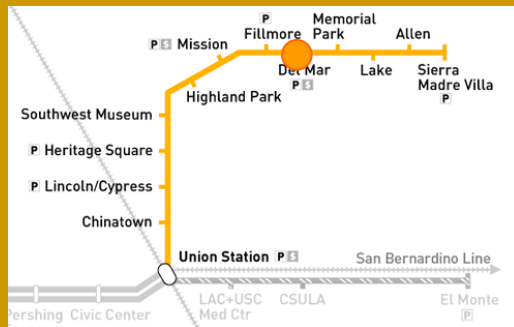 P
Fillmore
Memorial
Park
Allen
P $ Mission
Del Mar
P $
Lake
Sierra
Madre Villa
P
Highland Park
Southwest Museum
P Heritage Square
P Lincoln/Cypress
Chinatown
Union Station P $
San Bernardino Line
Pershing
Civic Center
LAC+USC
Med Ctr
CSULA
El Monte
P